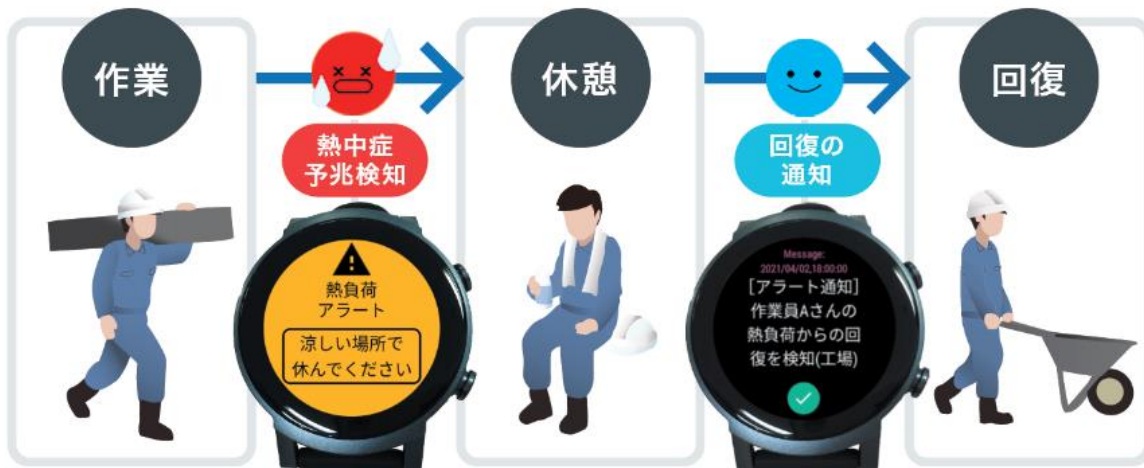 作業
熱中症
予兆検知
熱負荷
アラート
涼しい場所で
休んでください
休憩
回復の
通知
Message:
2021/04/02,18:00:00
[アラート通知]
作業員Aさんの
熱負荷からの回
復を検知(工場)
回復